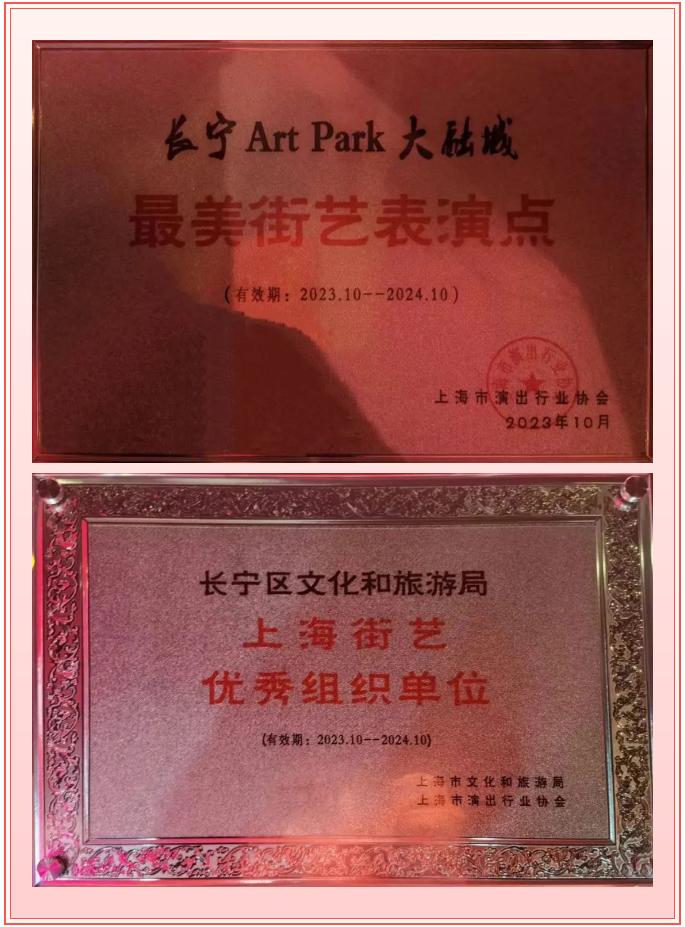 长宁 Art Park 大融城
最美街艺表演点
(有效期：2023.10--2024.10)
上海市演出行业协会
2023年10月
长宁区文化和旅游局
上海街艺
优秀组织单位
(有效期：2023.10--2024.10)
上海市文化和旅游局
上海市演出行业协会